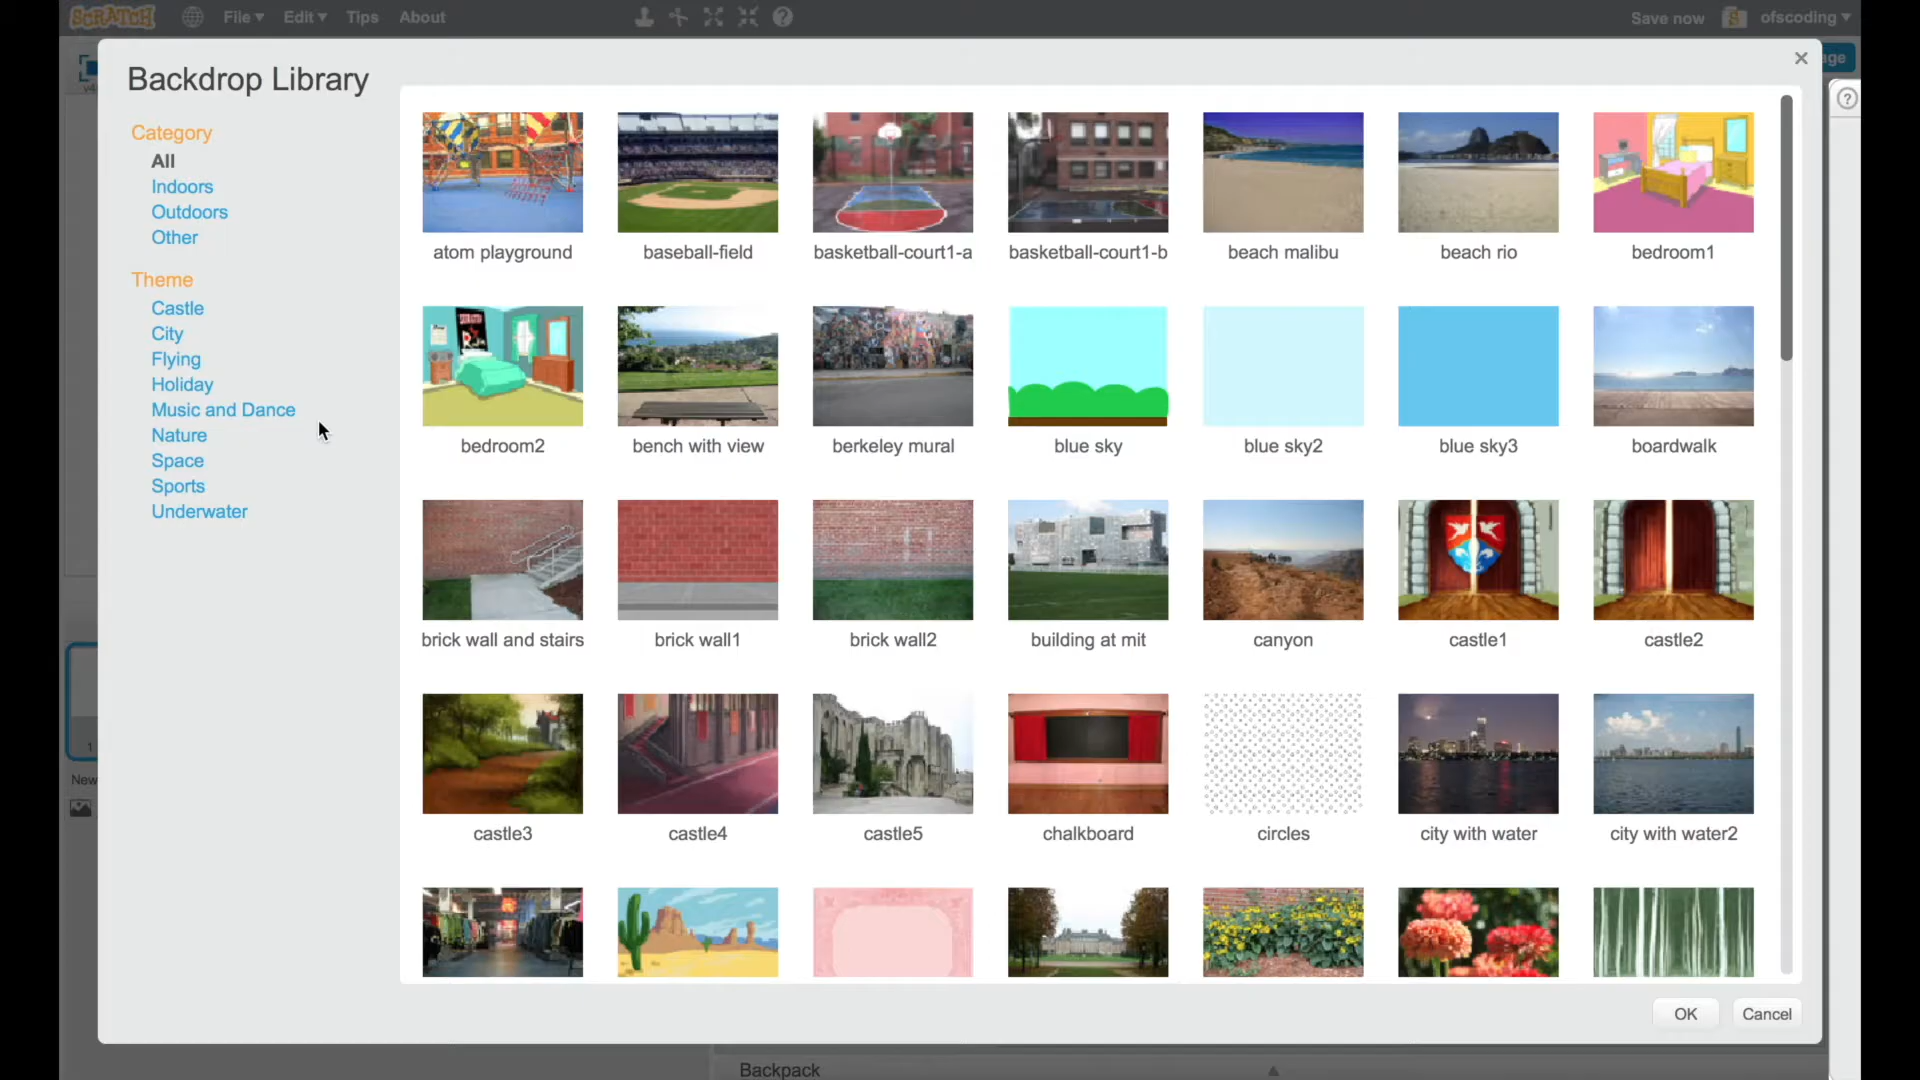 SCRATCH File Edit Tips About Save now ofscoding
Backdrop Library
Category
All
Indoors
Outdoors
Other
Theme
Castle
City
Flying
Holiday
Music and Dance
Nature
Space
Sports
Underwater
atom playground baseball-field basketball-court1-a basketball-court1-b beach malibu beach rio bedroom1
bedroom2 bench with view berkeley mural blue sky blue sky2 blue sky3 boardwalk
brick wall and stairs brick wall1 brick wall2 building at mit canyon castle1 castle2
castle3 castle4 castle5 chalkboard circles city with water city with water2
1
New
OK Cancel
Backpack